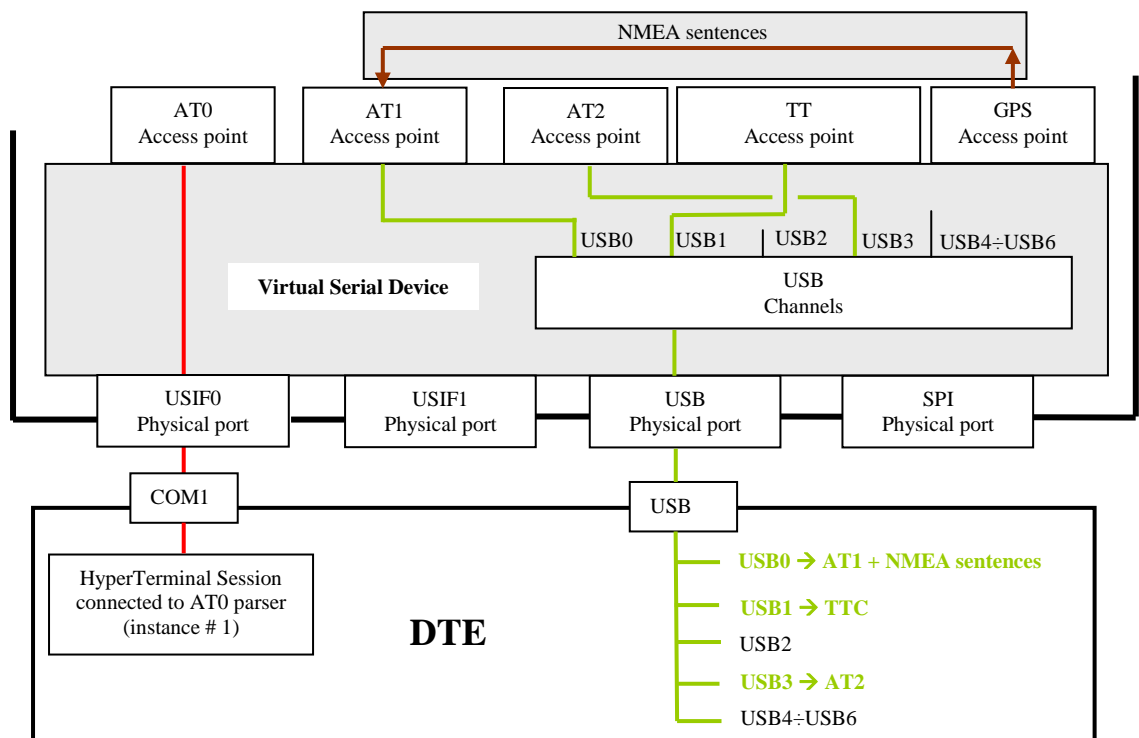 NMEA sentences
AT0
Access point
AT1
Access point
AT2
Access point
TT
Access point
GPS
Access point
USB0
USB1
USB2
USB3
USB4÷USB6
Virtual Serial Device
USB
Channels
USIF0
Physical port
USIF1
Physical port
USB
Physical port
SPI
Physical port
COM1
USB
HyperTerminal Session
connected to AT0 parser
(instance # 1)
DTE
USB0 → AT1 + NMEA sentences
USB1 → TTC
USB2
USB3 → AT2
USB4÷USB6